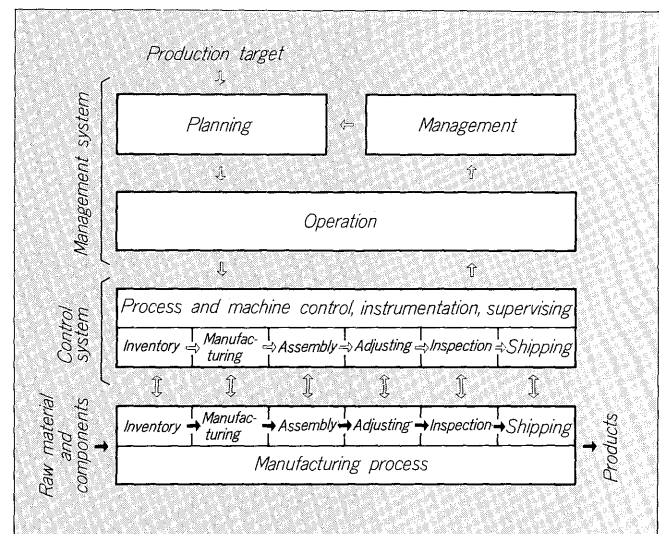 Production target
Management system
Planning
Management
Operation
Control system
Process and machine control, instrumentation, supervising
Inventory
Manufac-
turing
Assembly
Adjusting
Inspection
Shipping
Raw material
and
components
Inventory
Manufac-
turing
Assembly
Adjusting
Inspection
Shipping
Manufacturing process
Products